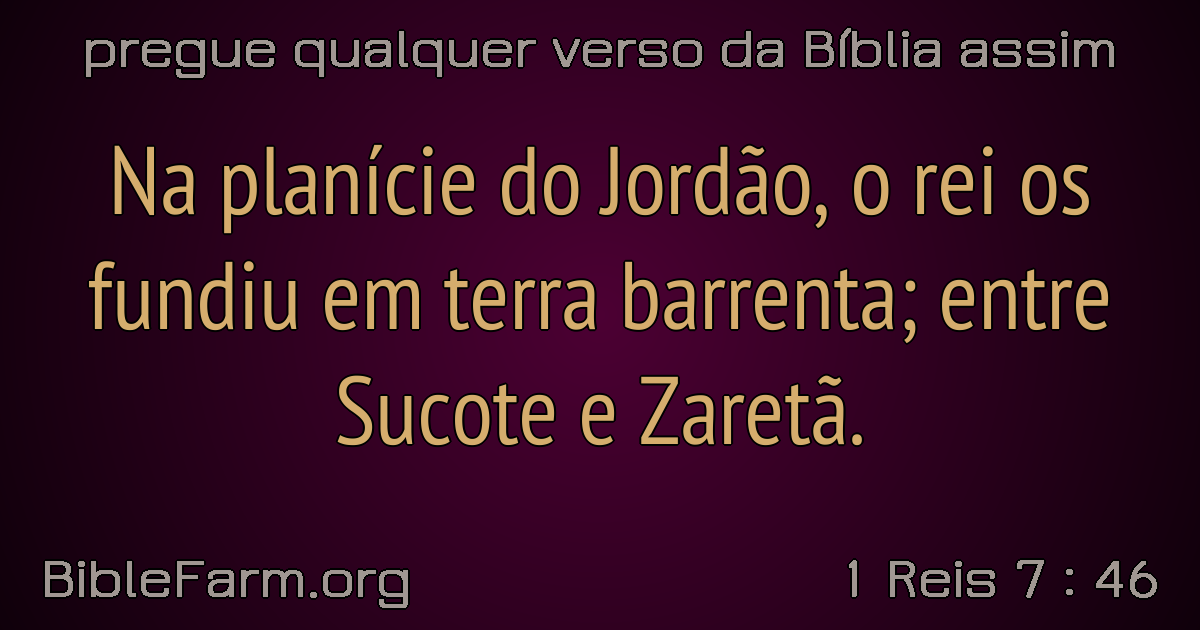 pregue qualquer verso da Bíblia assim
Na planície do Jordão, o rei os
fundiu em terra barrenta; entre
Sucote e Zaretã.
BibleFarm.org
1 Reis 7 : 46